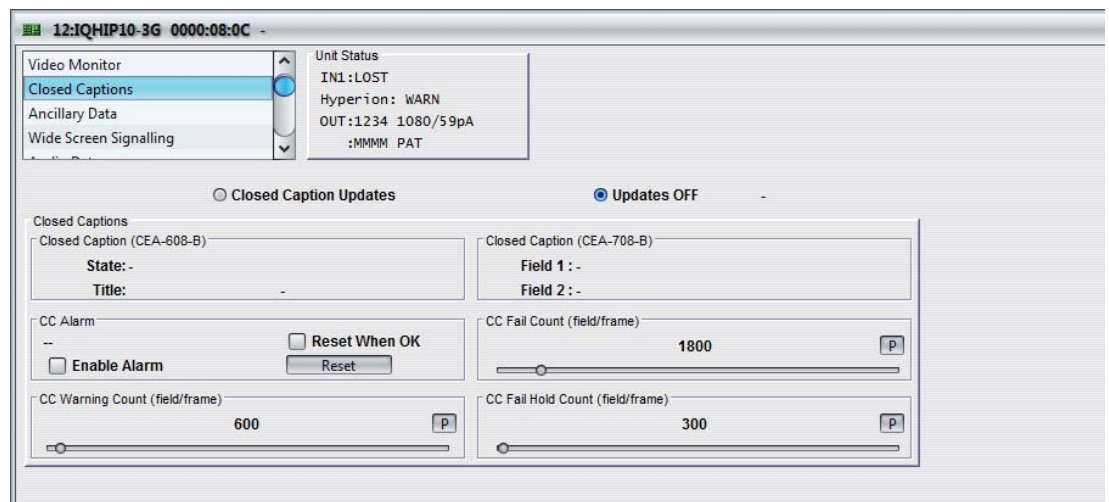 12:IQHIP10-3G 0000:08:0C -
Video Monitor
Closed Captions
Ancillary Data
Wide Screen Signalling
Unit Status
IN1:LOST
Hyperion: WARN
OUT:1234 1080/59pA
:MMMM PAT
Closed Caption Updates
Updates OFF -
Closed Captions
Closed Caption (CEA-608-B)
State: -
Title: -
Closed Caption (CEA-708-B)
Field 1 : -
Field 2 : -
CC Alarm
--
Reset When OK
Enable Alarm
Reset
CC Fail Count (field/frame)
1800 P
CC Warning Count (field/frame)
600 P
CC Fail Hold Count (field/frame)
300 P